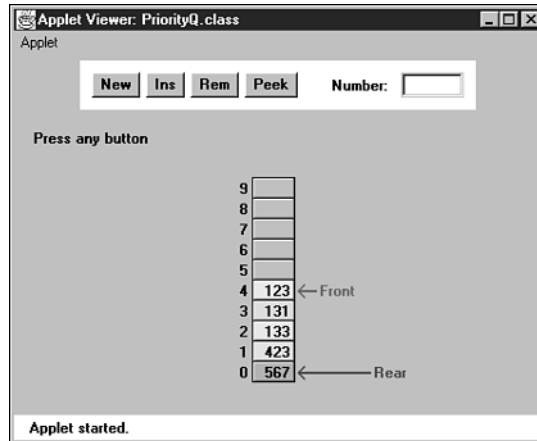 Applet Viewer: PriorityQ.class
Applet
New Ins Rem Peek Number:
Press any button
9
8
7
6
5
4 123 Front
3 131
2 133
1 423
0 567 Rear
Applet started.